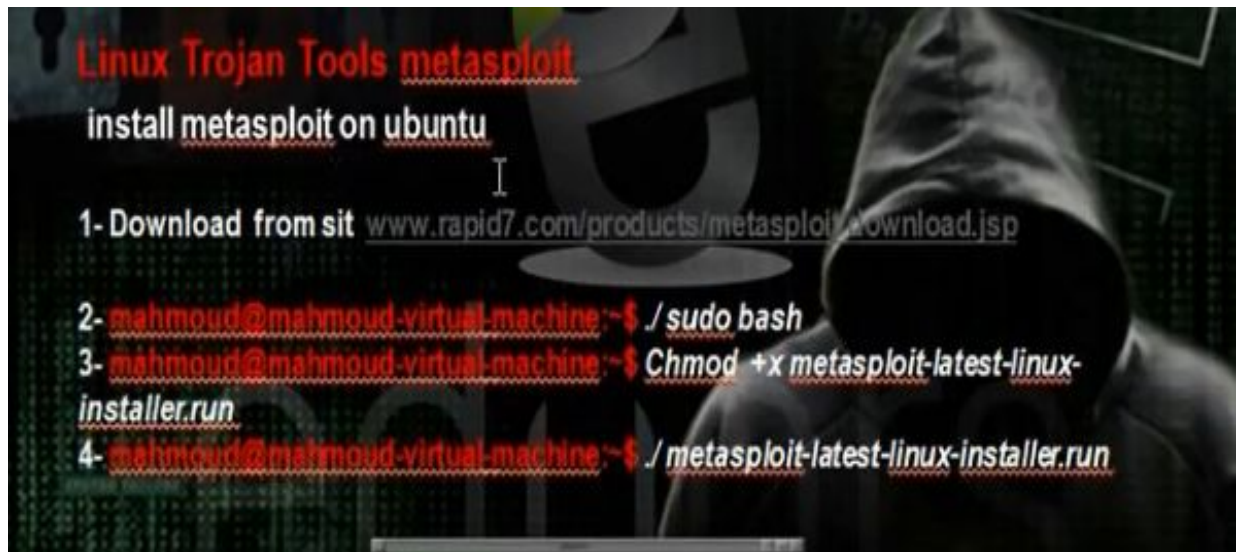 Linux Trojan Tools metasploit
install metasploit on ubuntu
1- Download from sit www.rapid7.com/products/metasploit/download.jsp
2- mahmoud@mahmoud-virtual-machine:~$ ./ sudo bash
3- mahmoud@mahmoud-virtual-machine:~$ Chmod +x metasploit-latest-linux-
installer.run
4- mahmoud@mahmoud-virtual-machine:~$ ./ metasploit-latest-linux-installer.run